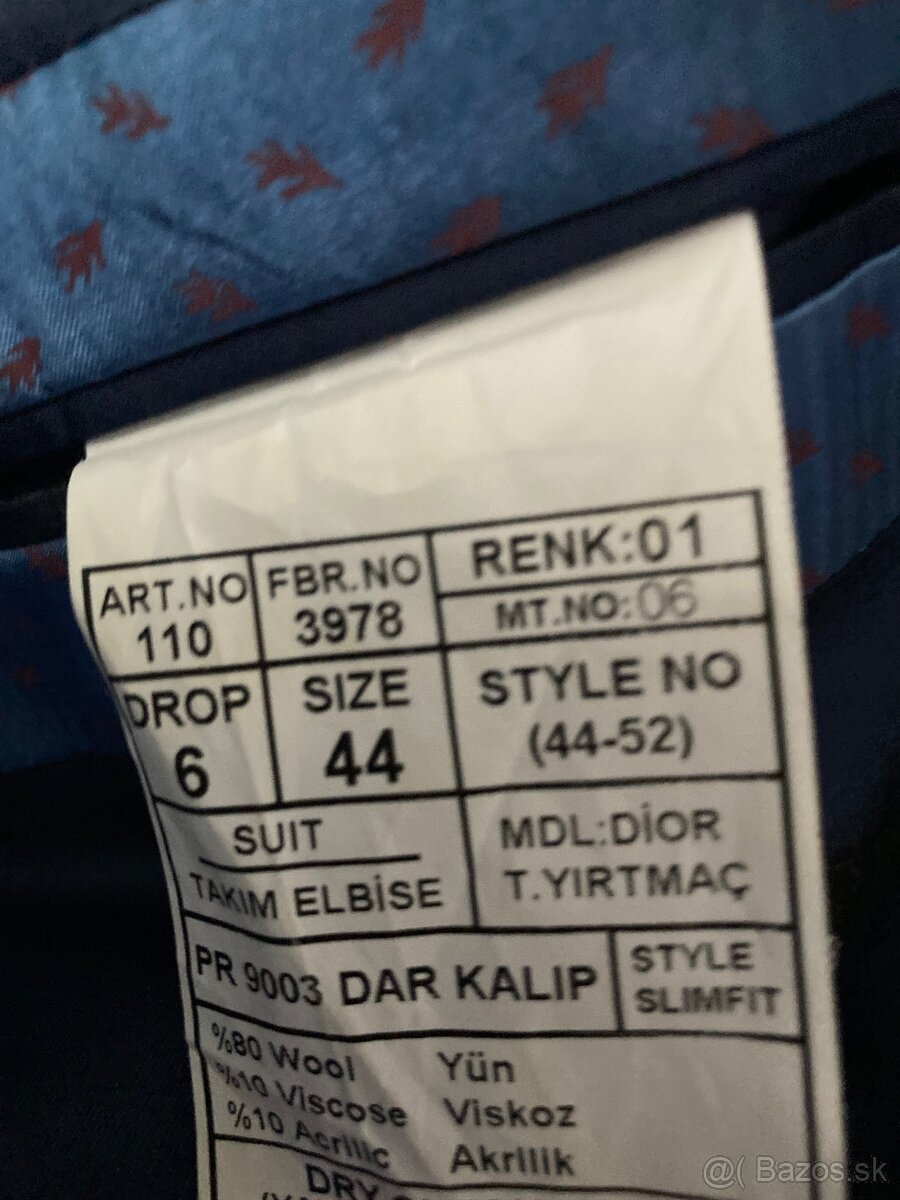 ART.NO
110
FBR.NO
3978
RENK:01
MT.NO:06
DROP
6
SIZE
44
STYLE NO
(44-52)
SUIT
TAKIM ELBİSE
MDL:DİOR
T.YIRTMAÇ
PR 9003 DAR KALIP
STYLE
SLIMFIT
%80 Wool Yün
%10 Viscose Viskoz
%10 Acrilic Akrilik
DRY
@( Bazos.sk